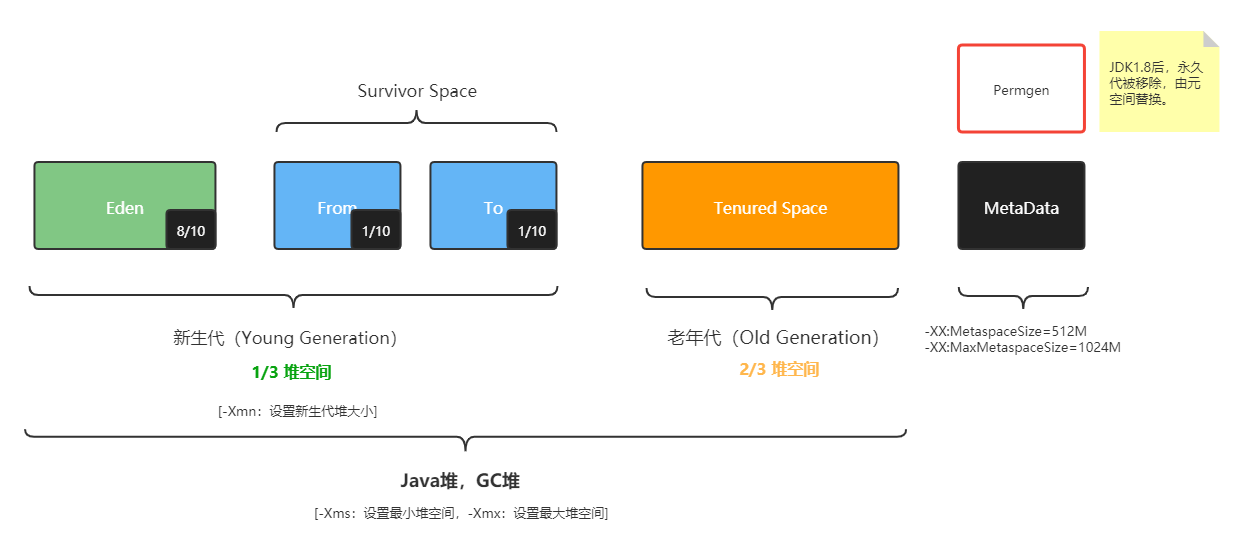 Survivor Space
Permgen
JDK1.8后，永久
代被移除，由元
空间替换。
Eden
8/10
From
1/10
To
1/10
Tenured Space
MetaData
新生代（Young Generation）
1/3 堆空间
[-Xmn：设置新生代堆大小]
老年代（Old Generation）
2/3 堆空间
-XX:MetaspaceSize=512M
-XX:MaxMetaspaceSize=1024M
Java堆，GC堆
[-Xms：设置最小堆空间，-Xmx：设置最大堆空间]